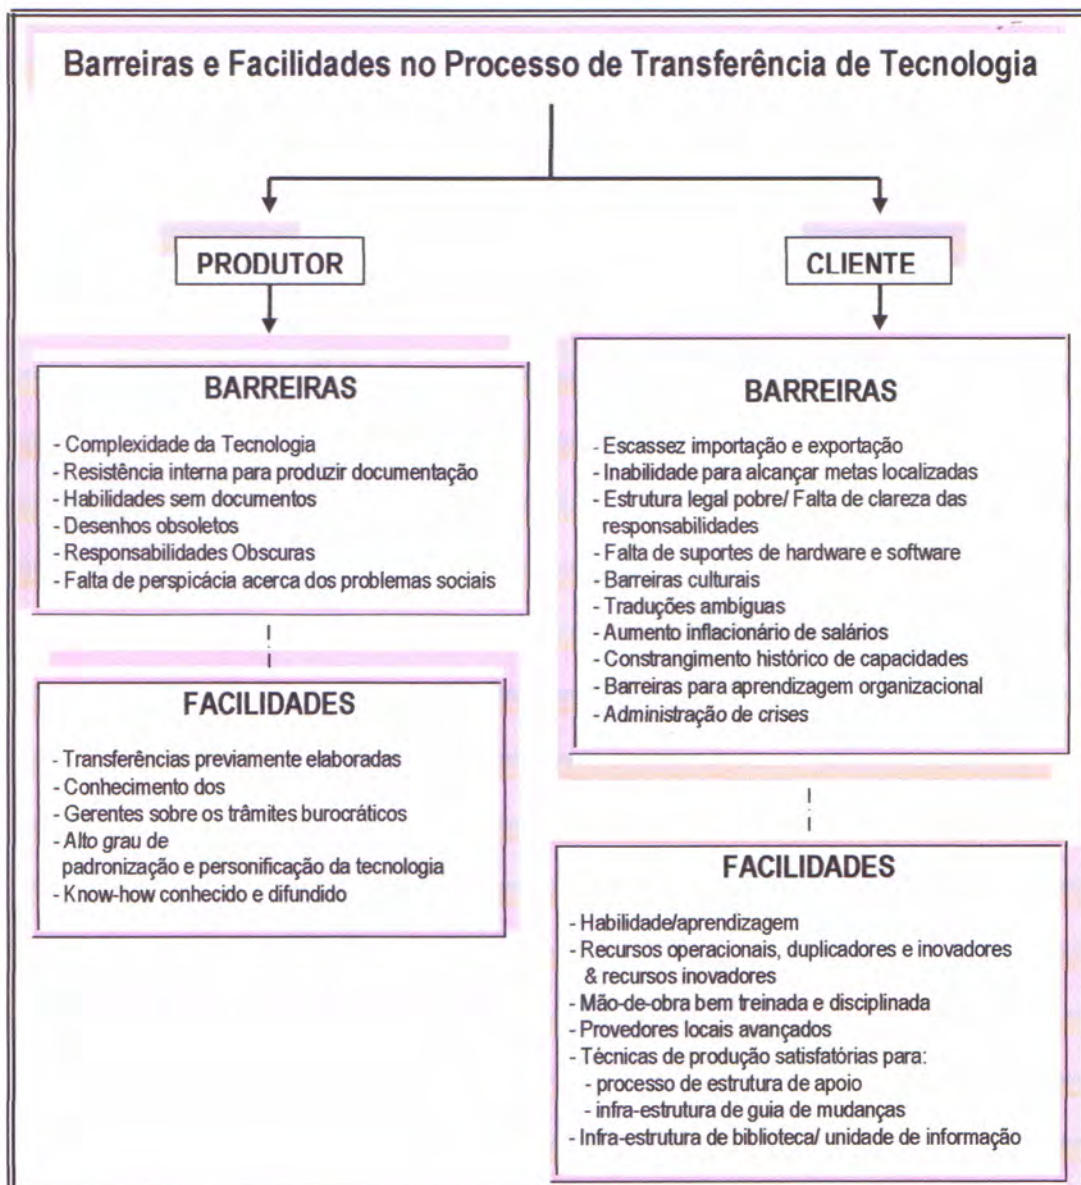 Barreiras e Facilidades no Processo de Transferência de Tecnologia
PRODUTOR
BARREIRAS
- Complexidade da Tecnologia
- Resistência interna para produzir documentação
- Habilidades sem documentos
- Desenhos obsoletos
- Responsabilidades Obscuras
- Falta de perspicácia acerca dos problemas sociais
FACILIDADES
- Transferências previamente elaboradas
- Conhecimento dos
- Gerentes sobre os trâmites burocráticos
- Alto grau de
padronização e personificação da tecnologia
- Know-how conhecido e difundido
CLIENTE
BARREIRAS
- Escassez importação e exportação
- Inabilidade para alcançar metas localizadas
- Estrutura legal pobre/ Falta de clareza das
responsabilidades
- Falta de suportes de hardware e software
- Barreiras culturais
- Traduções ambíguas
- Aumento inflacionário de salários
- Constrangimento histórico de capacidades
- Barreiras para aprendizagem organizacional
- Administração de crises
FACILIDADES
- Habilidade/aprendizagem
- Recursos operacionais, duplicadores e inovadores
& recursos inovadores
- Mão-de-obra bem treinada e disciplinada
- Provedores locais avançados
- Técnicas de produção satisfatórias para:
- processo de estrutura de apoio
- infra-estrutura de guia de mudanças
- Infra-estrutura de biblioteca/ unidade de informação